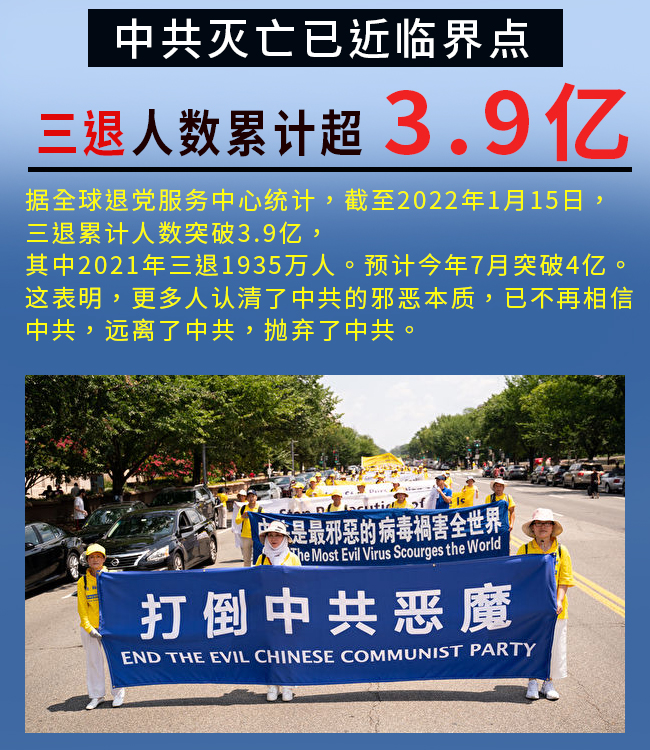 中共灭亡已近临界点
三退人数累计超 3.9亿
据全球退党服务中心统计，截至2022年1月15日，
三退累计人数突破3.9亿，
其中2021年三退1935万人。预计今年7月突破4亿。
这表明，更多人认清了中共的邪恶本质，已不再相信
中共，远离了中共，抛弃了中共。
中共是最邪惡的病毒禍害全世界
The Most Evil Virus Scourges the World
打倒中共恶魔
END THE EVIL CHINESE COMMUNIST PARTY